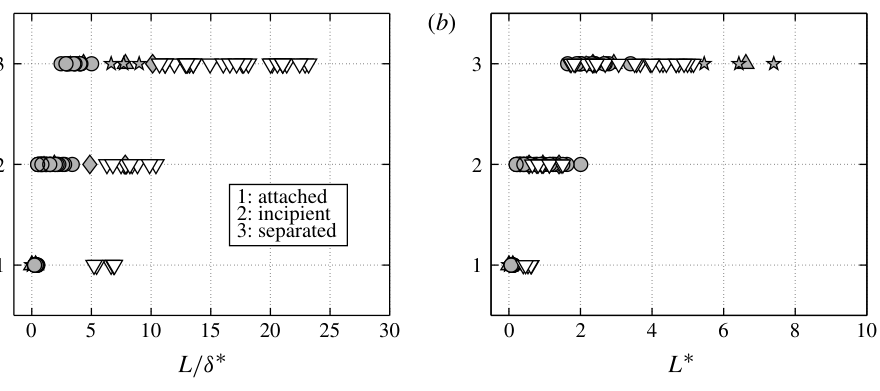 (b)
3 3
2 2
1: attached
2: incipient
3: separated
1 1
0 5 10 15 20 25 30 0 2 4 6 8 10
L/δ* L*